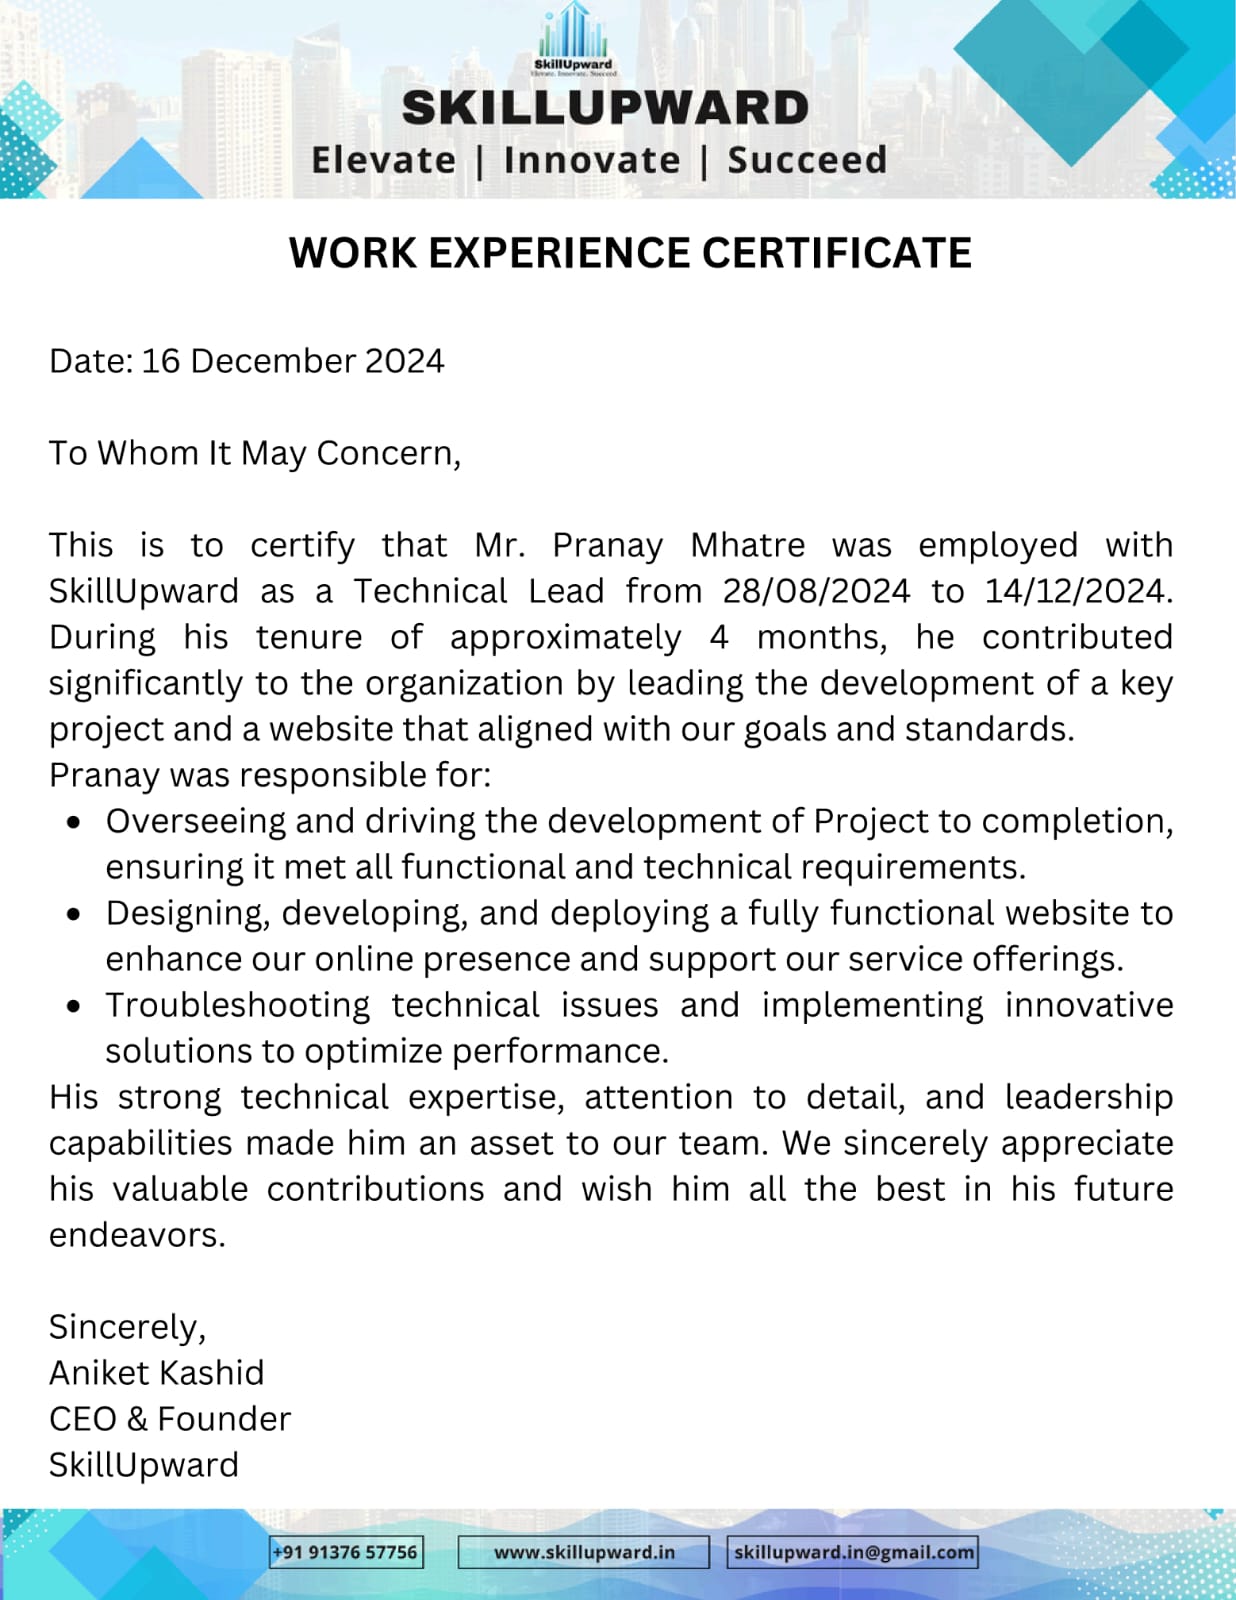 SkillUpward
Elevate. Innovate. Succeed
SKILLUPWARD
Elevate | Innovate | Succeed
WORK EXPERIENCE CERTIFICATE
Date: 16 December 2024
To Whom It May Concern,
This is to certify that Mr. Pranay Mhatre was employed with
SkillUpward as a Technical Lead from 28/08/2024 to 14/12/2024.
During his tenure of approximately 4 months, he contributed
significantly to the organization by leading the development of a key
project and a website that aligned with our goals and standards.
Pranay was responsible for:
• Overseeing and driving the development of Project to completion,
ensuring it met all functional and technical requirements.
• Designing, developing, and deploying a fully functional website to
enhance our online presence and support our service offerings.
• Troubleshooting technical issues and implementing innovative
solutions to optimize performance.
His strong technical expertise, attention to detail, and leadership
capabilities made him an asset to our team. We sincerely appreciate
his valuable contributions and wish him all the best in his future
endeavors.
Sincerely,
Aniket Kashid
CEO & Founder
SkillUpward
+91 91376 57756 www.skillupward.in skillupward.in@gmail.com